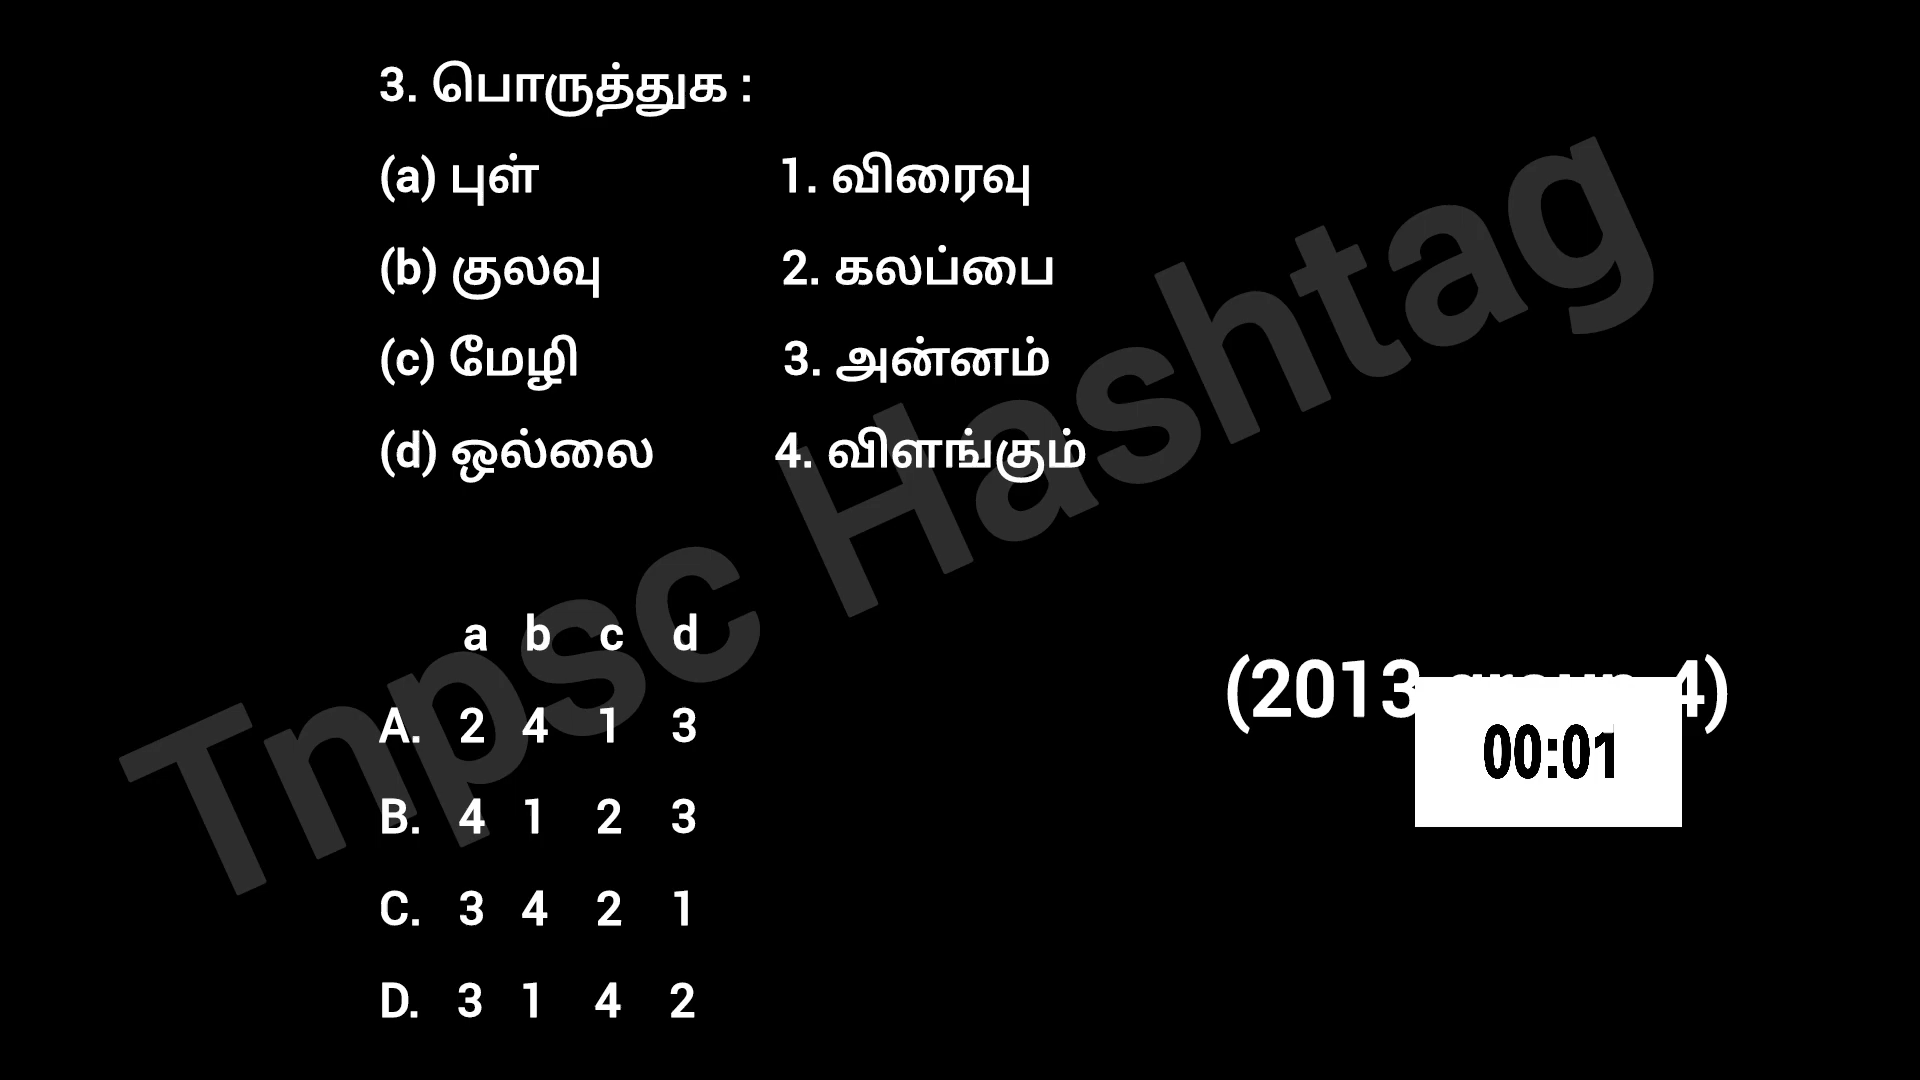 3. பொருத்துக :
(a) புள் 1. விரைவு
(b) குலவு 2. கலப்பை
(c) மேழி 3. அன்னம்
(d) ஒல்லை 4. விளங்கும்
a b c d
A. 2 4 1 3
B. 4 1 2 3
C. 3 4 2 1
D. 3 1 4 2
(2013 group 4)
00:01
Tnpsc Hashtag